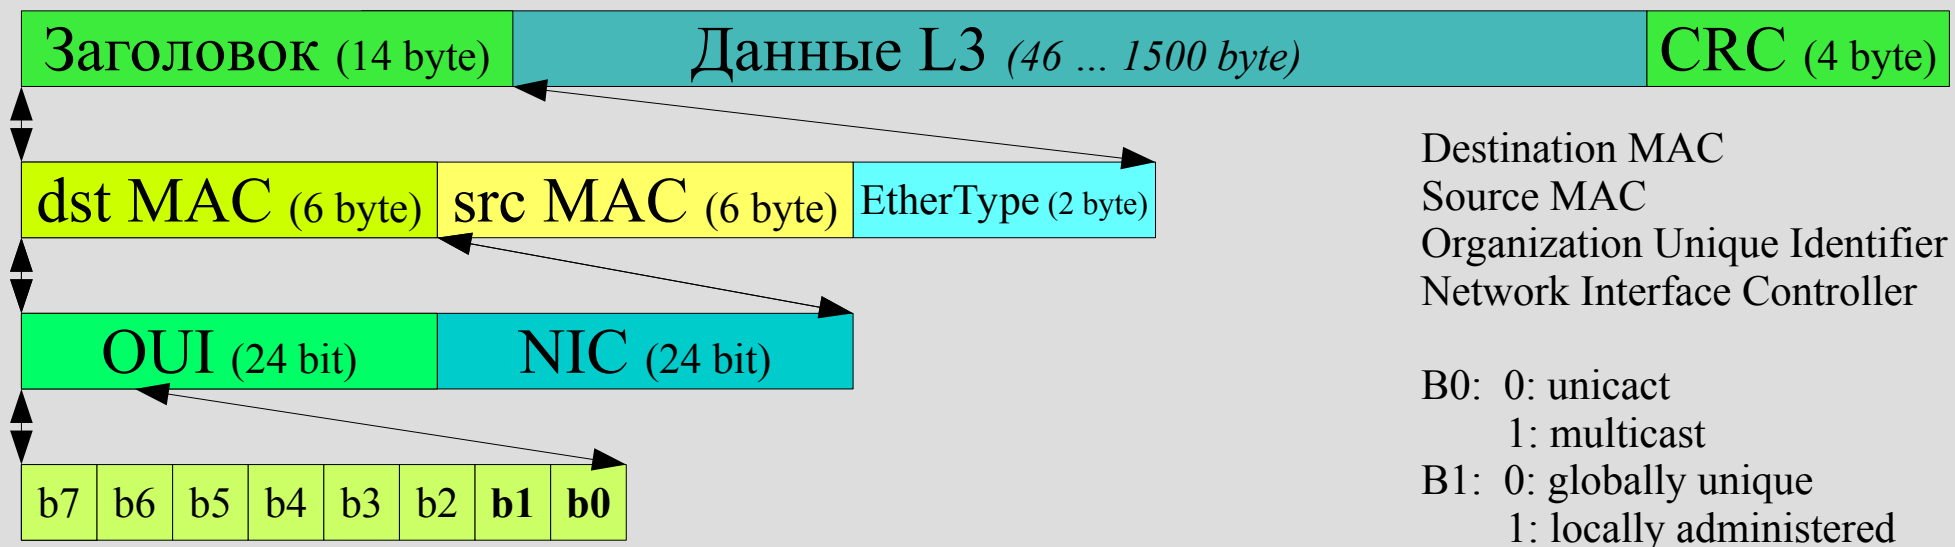 Заголовок (14 byte) Данные L3 (46 ... 1500 byte) CRC (4 byte)
dst MAC (6 byte) src MAC (6 byte) EtherType (2 byte)
OUI (24 bit) NIC (24 bit)
b7 b6 b5 b4 b3 b2 b1 b0
Destination MAC
Source MAC
Organization Unique Identifier
Network Interface Controller
B0: 0: unicact
1: multicast
B1: 0: globally unique
1: locally administered